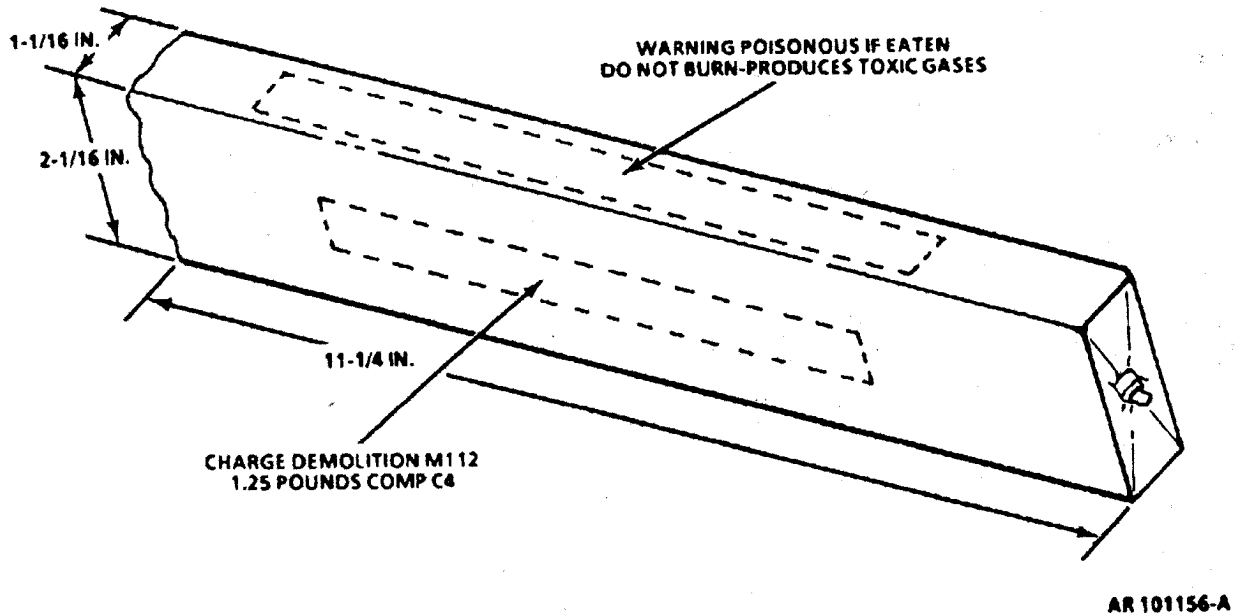 1-1/16 IN.
WARNING POISONOUS IF EATEN
DO NOT BURN-PRODUCES TOXIC GASES
2-1/16 IN.
11-1/4 IN.
CHARGE DEMOLITION M112
1.25 POUNDS COMP C4
AR 101156-A